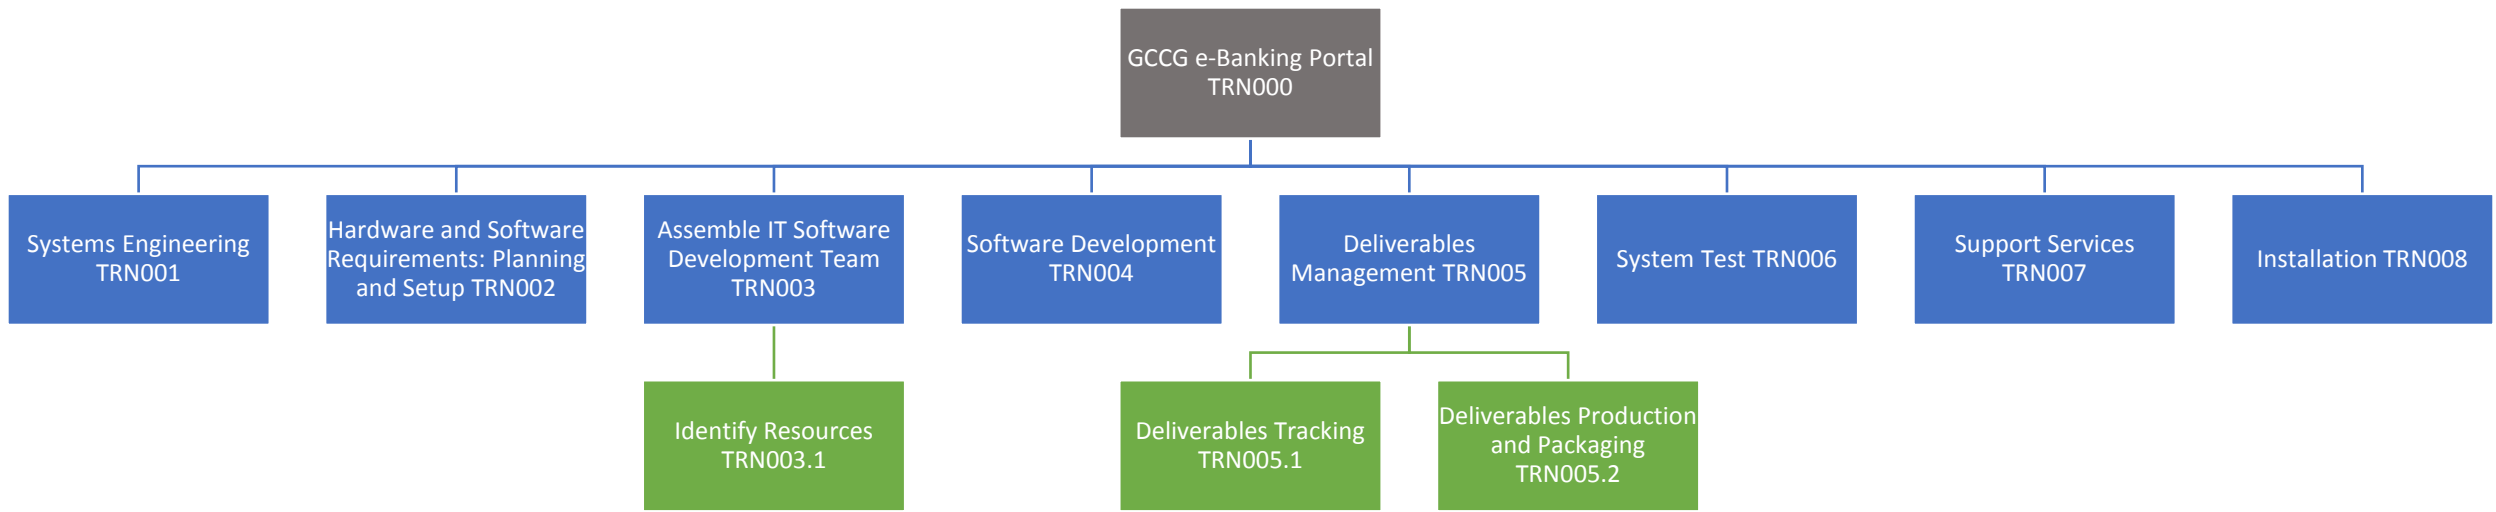 GCCG e-Banking Portal
TRN000
Systems Engineering
TRN001
Hardware and Software
Requirements: Planning
and Setup TRN002
Assemble IT Software
Development Team
TRN003
Software Development
TRN004
Deliverables
Management TRN005
System Test TRN006
Support Services
TRN007
Installation TRN008
Identify Resources
TRN003.1
Deliverables Tracking
TRN005.1
Deliverables Production
and Packaging
TRN005.2